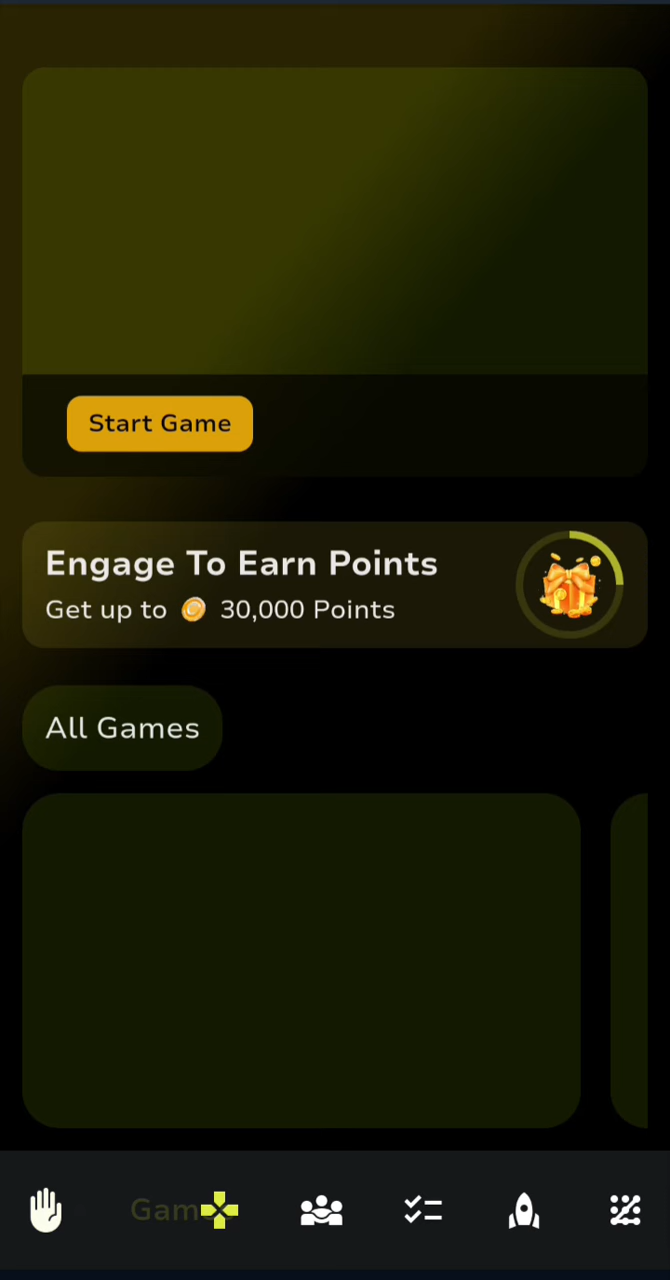 Start Game
Engage To Earn Points
Get up to 30,000 Points
All Games